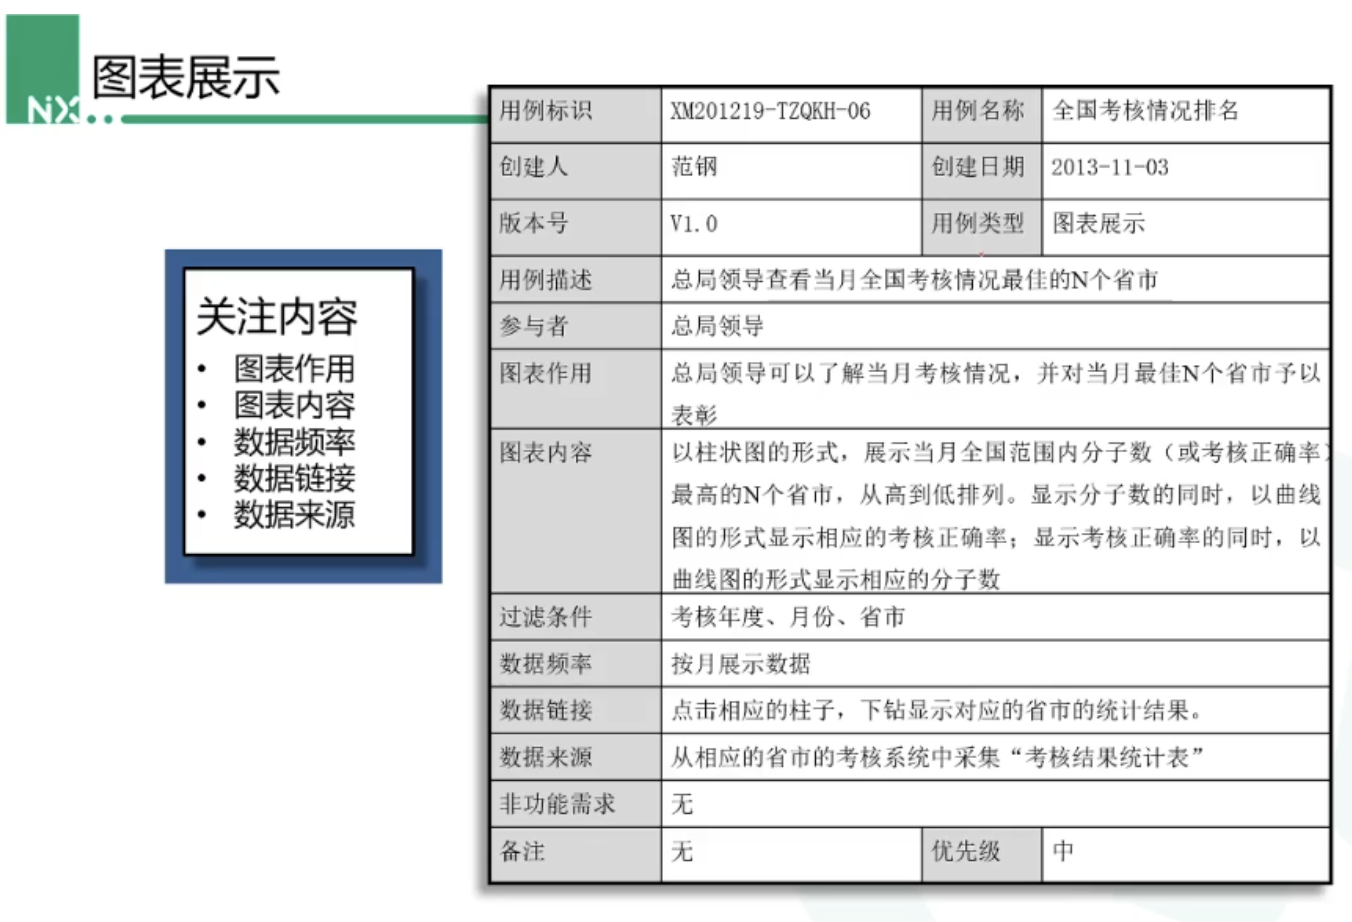 图表展示
NX
关注内容
• 图表作用
• 图表内容
• 数据频率
• 数据链接
• 数据来源
用例标识 XM201219-TZQKH-06 用例名称 全国考核情况排名
创建人 范钢 创建日期 2013-11-03
版本号 V1.0 用例类型 图表展示
用例描述 总局领导查看当月全国考核情况最佳的N个省市
参与者 总局领导
图表作用 总局领导可以了解当月考核情况，并对当月最佳N个省市予以
表彰
图表内容 以柱状图的形式，展示当月全国范围内分子数（或考核正确率）
最高的N个省市，从高到低排列。显示分子数的同时，以曲线
图的形式显示相应的考核正确率；显示考核正确率的同时，以
曲线图的形式显示相应的分子数
过滤条件 考核年度、月份、省市
数据频率 按月展示数据
数据链接 点击相应的柱子，下钻显示对应的省市的统计结果。
数据来源 从相应的省市的考核系统中采集“考核结果统计表”
非功能需求 无
备注 无 优先级 中